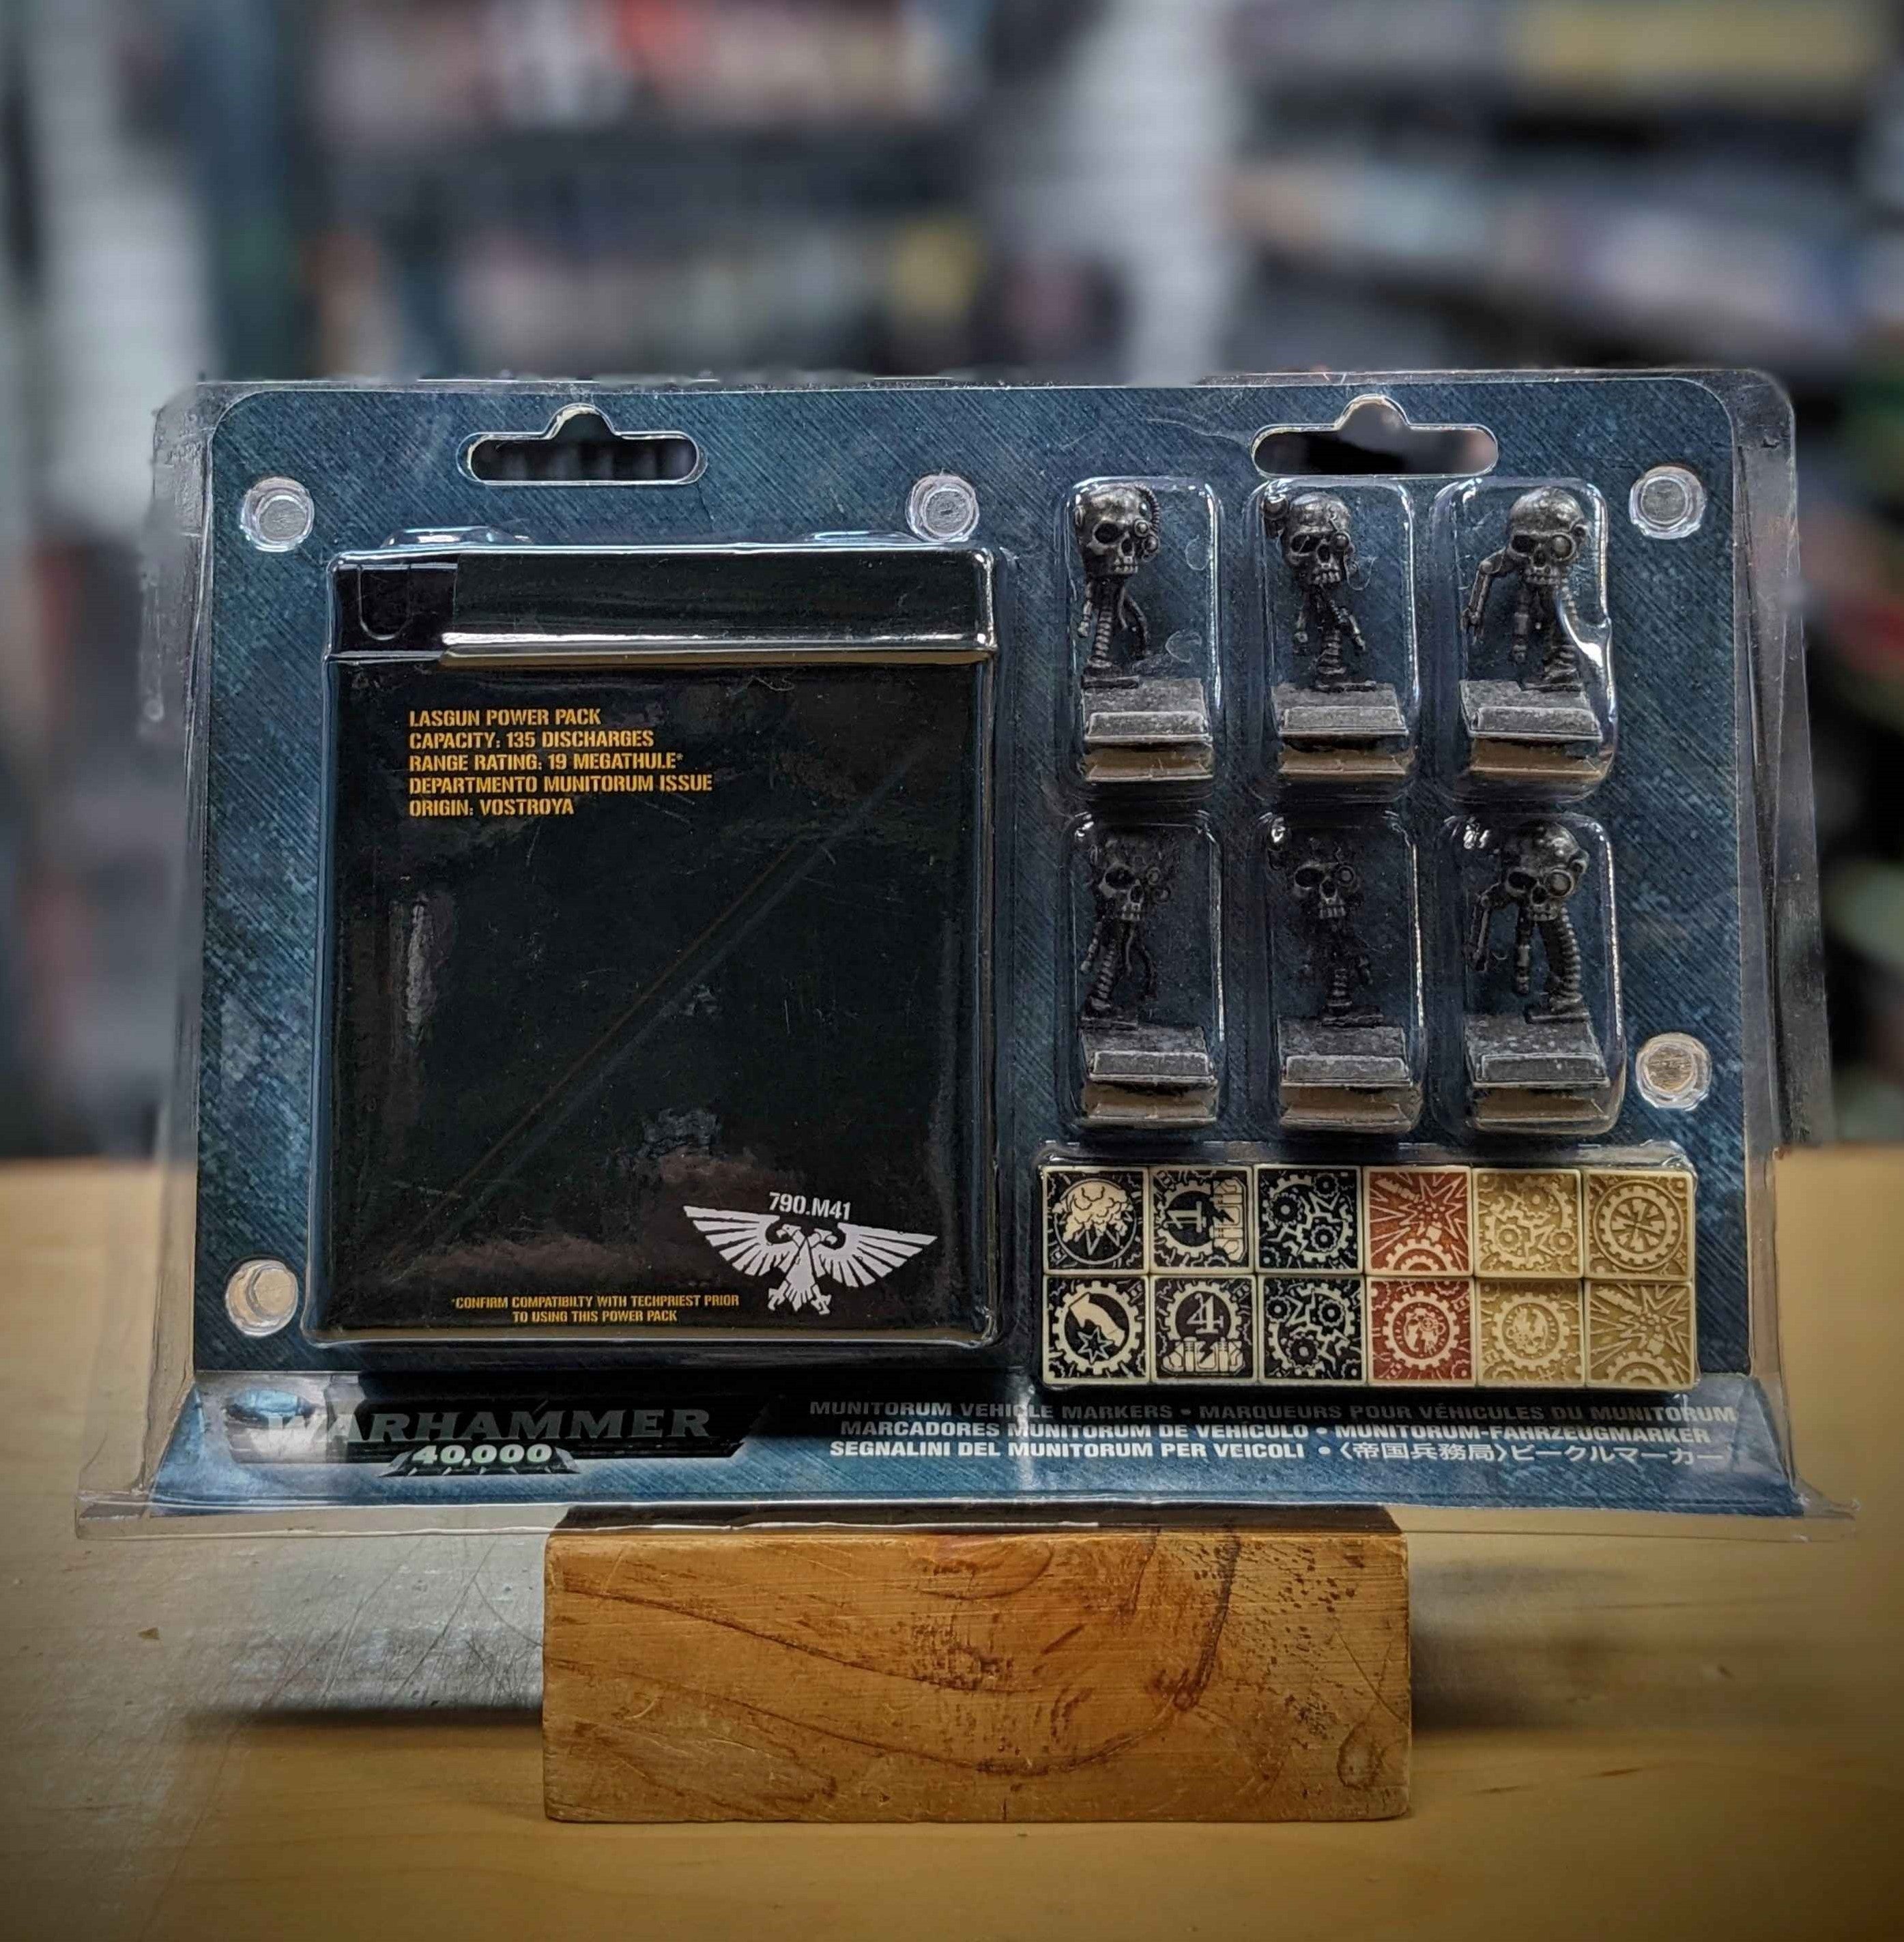 LASGUN POWER PACK
CAPACITY: 135 DISCHARGES
RANGE RATING: 19 MEGATHULE*
DEPARTMENTO MUNITORUM ISSUE
ORIGIN: VOSTROYA
790.M41
*CONFIRM COMPATIBILTY WITH TECHPRIEST PRIOR
TO USING THIS POWER PACK
1
4
WARHAMMER
40,000
MUNITORUM VEHICLE MARKERS • MARQUEURS POUR VÉHICULES DU MUNITORUM
MARCADORES MUNITORUM DE VEHÍCULO • MUNITORUM-FAHRZEUGMARKER
SEGNALINI DEL MUNITORUM PER VEICOLI • 〈帝国兵務局〉ビークルマーカー